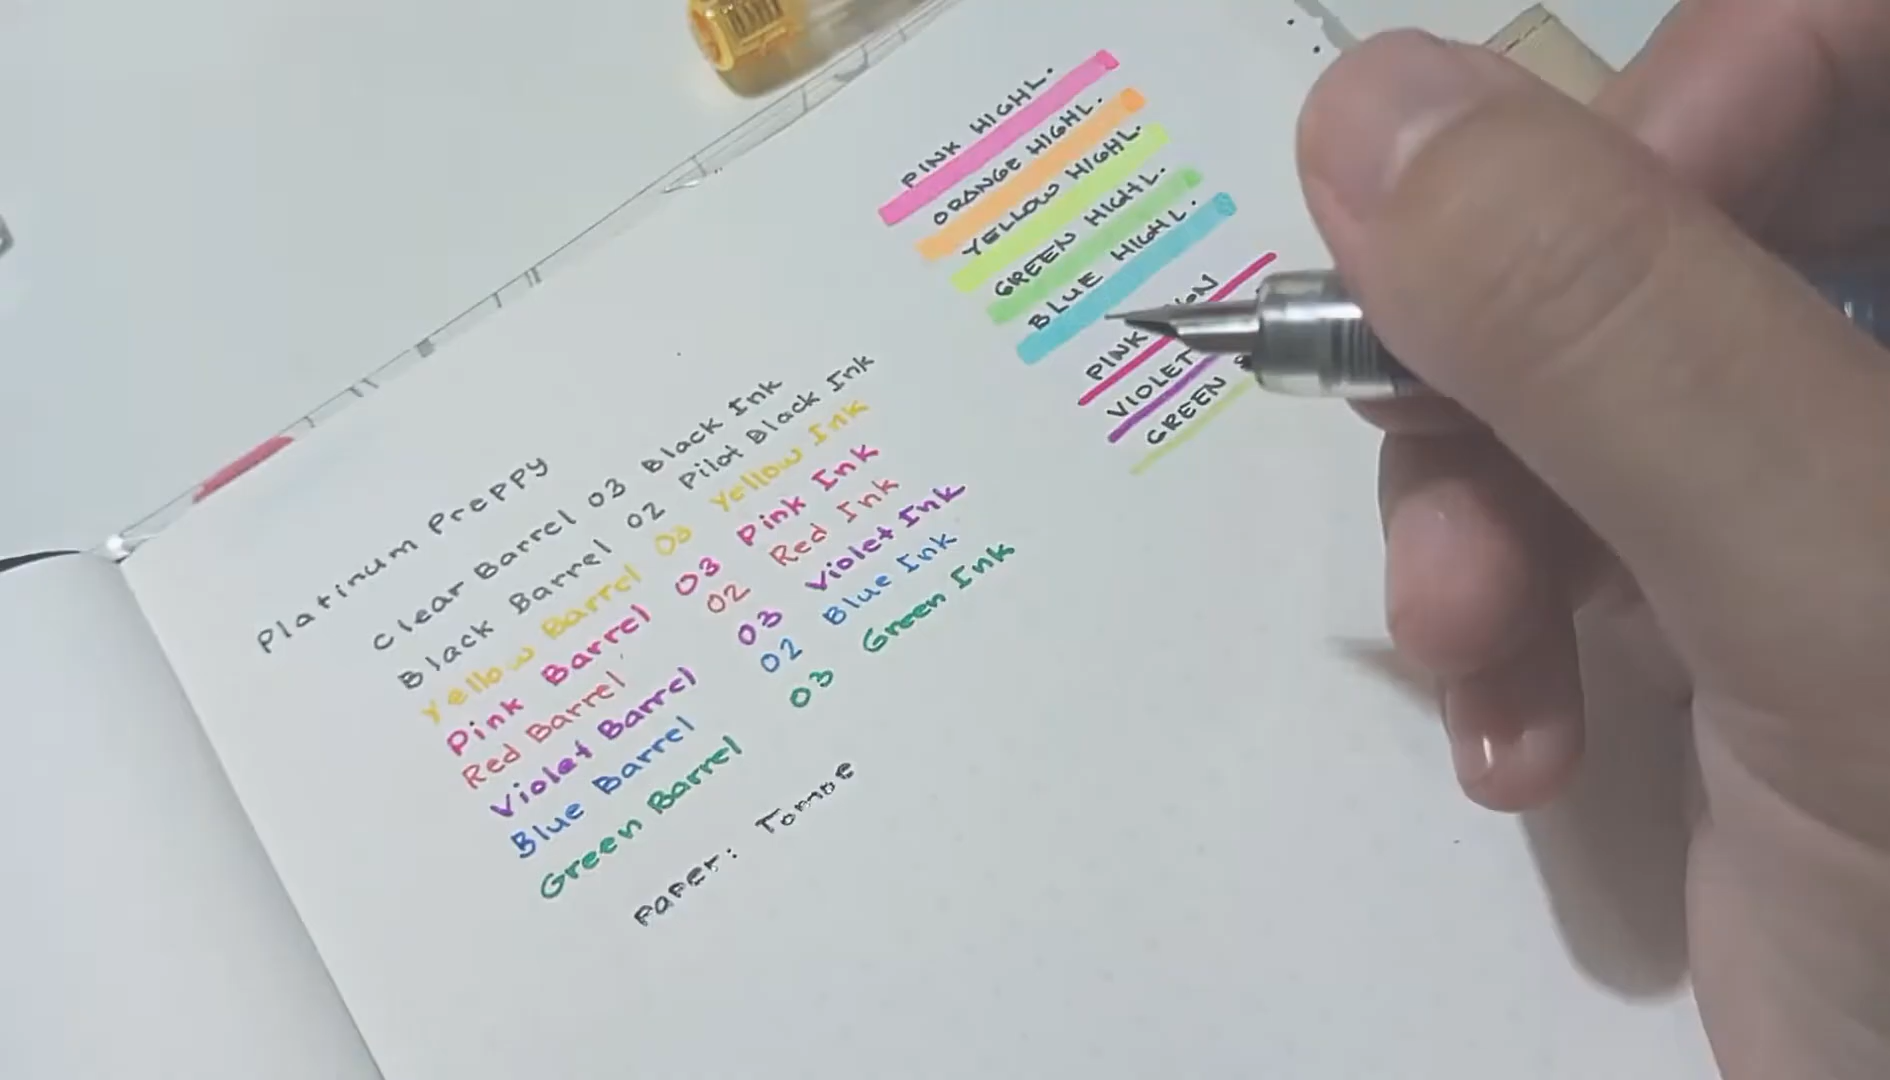 Platinum Preppy
Clear Barrel 03 Black Ink
Black Barrel 02 Pilot Black Ink
Yellow Barrel 03 Yellow Ink
Pink Barrel 03 Pink Ink
Red Barrel 02 Red Ink
Violet Barrel 03 Violet Ink
Blue Barrel 02 Blue Ink
Green Barrel 03 Green Ink
Paper: Tomoe
PINK HIGHL.
ORANGE HIGHL.
YELLOW HIGHL.
GREEN HIGHL.
BLUE HIGHL.
PINK
VIOLET
GREEN